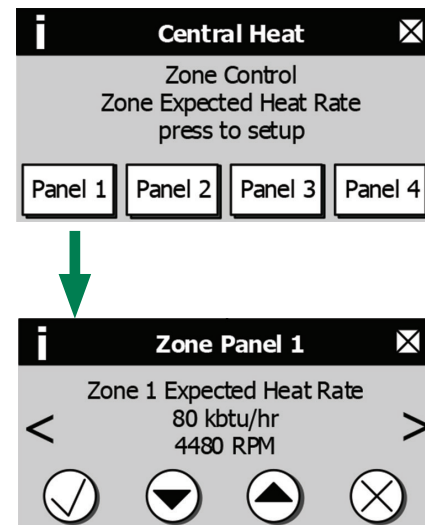 i Central Heat
Zone Control
Zone Expected Heat Rate
press to setup
Panel 1 Panel 2 Panel 3 Panel 4
i Zone Panel 1
Zone 1 Expected Heat Rate
< 80 kbtu/hr >
4480 RPM